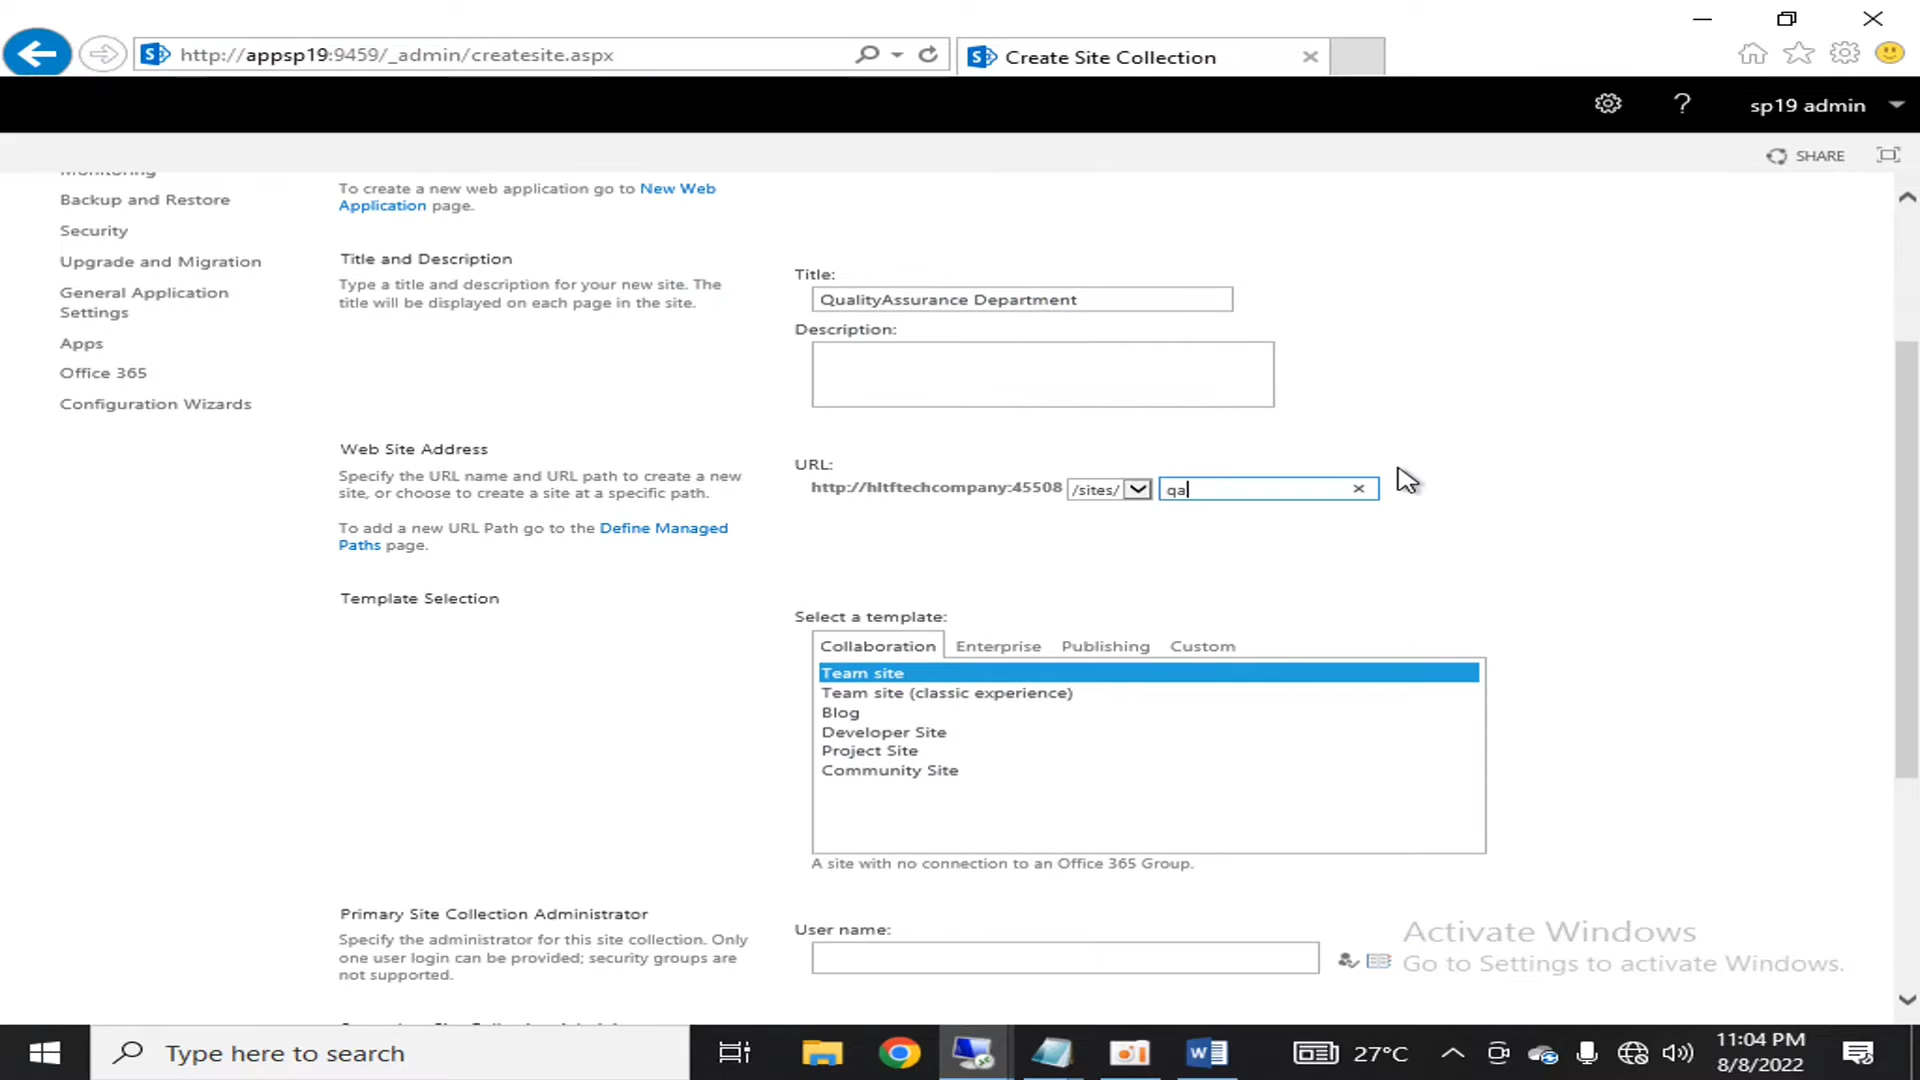 http://appsp19:9459/_admin/createsite.aspx
Create Site Collection
sp19 admin
SHARE
Monitoring
Backup and Restore
Security
Upgrade and Migration
General Application
Settings
Apps
Office 365
Configuration Wizards
To create a new web application go to New Web
Application page.
Title and Description
Type a title and description for your new site. The
title will be displayed on each page in the site.
Title:
QualityAssurance Department
Description:
Web Site Address
Specify the URL name and URL path to create a new
site, or choose to create a site at a specific path.
To add a new URL Path go to the Define Managed
Paths page.
URL:
http://hltftechcompany:45508 /sites/ qa
Template Selection
Select a template:
Collaboration Enterprise Publishing Custom
Team site
Team site (classic experience)
Blog
Developer Site
Project Site
Community Site
A site with no connection to an Office 365 Group.
Primary Site Collection Administrator
Specify the administrator for this site collection. Only
one user login can be provided; security groups are
not supported.
User name:
Activate Windows
Go to Settings to activate Windows.
Type here to search
27°C
11:04 PM
8/8/2022